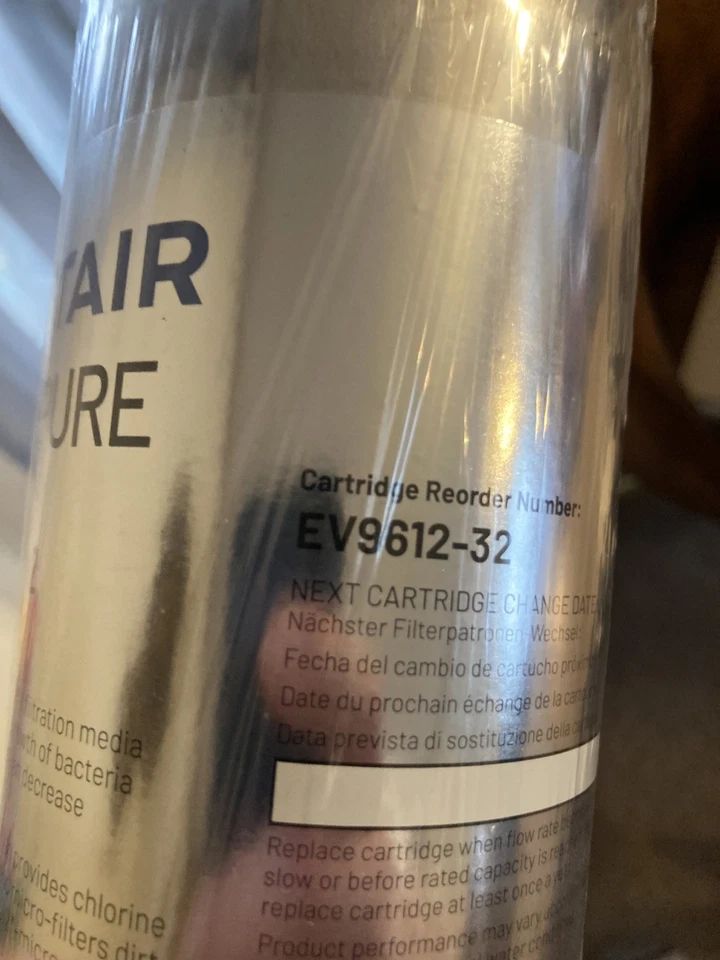 TAIR
PURE
Cartridge Reorder Number:
EV9612-32
NEXT CARTRIDGE CHANGE DATE
Nächster Filterpatronen-Wechsel:
Fecha del cambio de cartucho
Date du prochain échange de la
Data prevista di sostituzione della
tration media
of bacteria
decrease
Replace cartridge when flow rate
slow or before rated capacity is
replace cartridge at least once a
Product performance may vary
provides chlorine
micro-filters dirt
water